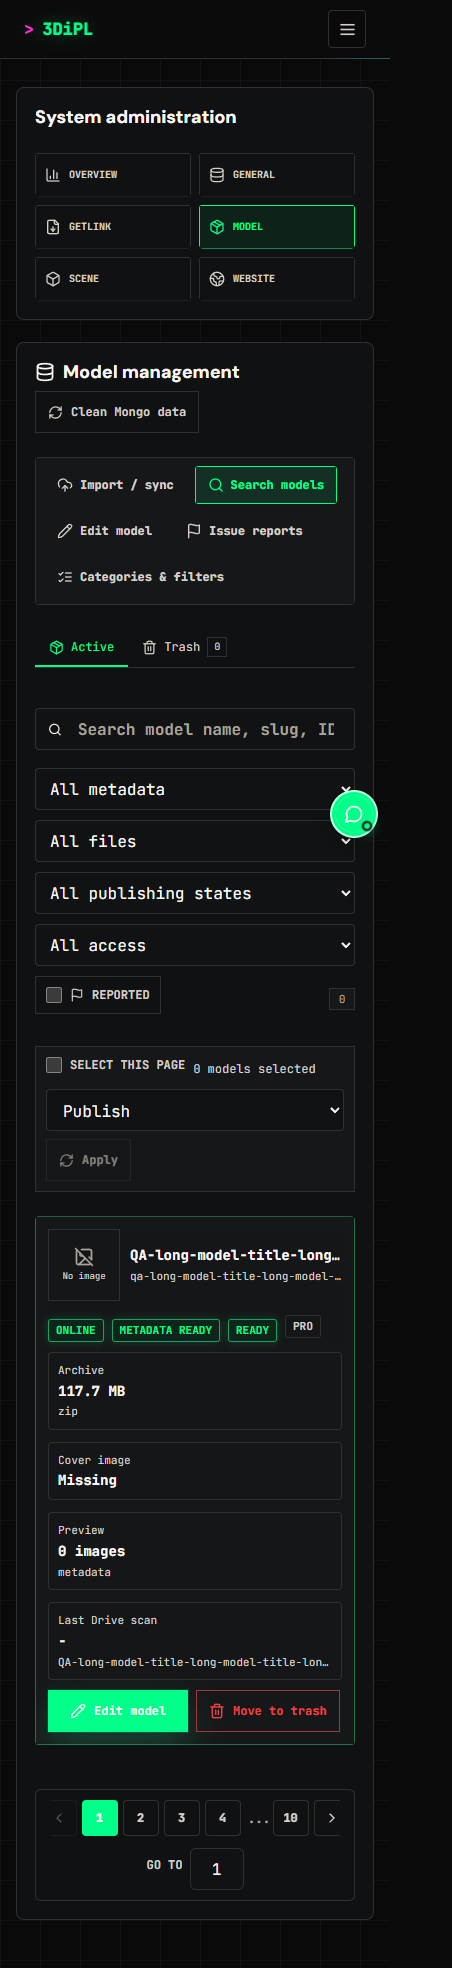 > 3DiPL
System administration
OVERVIEW
GENERAL
GETLINK
MODEL
SCENE
WEBSITE
Model management
Clean Mongo data
Import / sync
Search models
Edit model
Issue reports
Categories & filters
Active
Trash 0
Search model name, slug, ID
All metadata
All files
All publishing states
All access
REPORTED
0
SELECT THIS PAGE 0 models selected
Publish
Apply
No image
QA-long-model-title-long…
qa-long-model-title-long-model-…
ONLINE METADATA READY READY PRO
Archive
117.7 MB
zip
Cover image
Missing
Preview
0 images
metadata
Last Drive scan
-
QA-long-model-title-long-model-title-lon…
Edit model
Move to trash
1 2 3 4 ... 10
GO TO 1